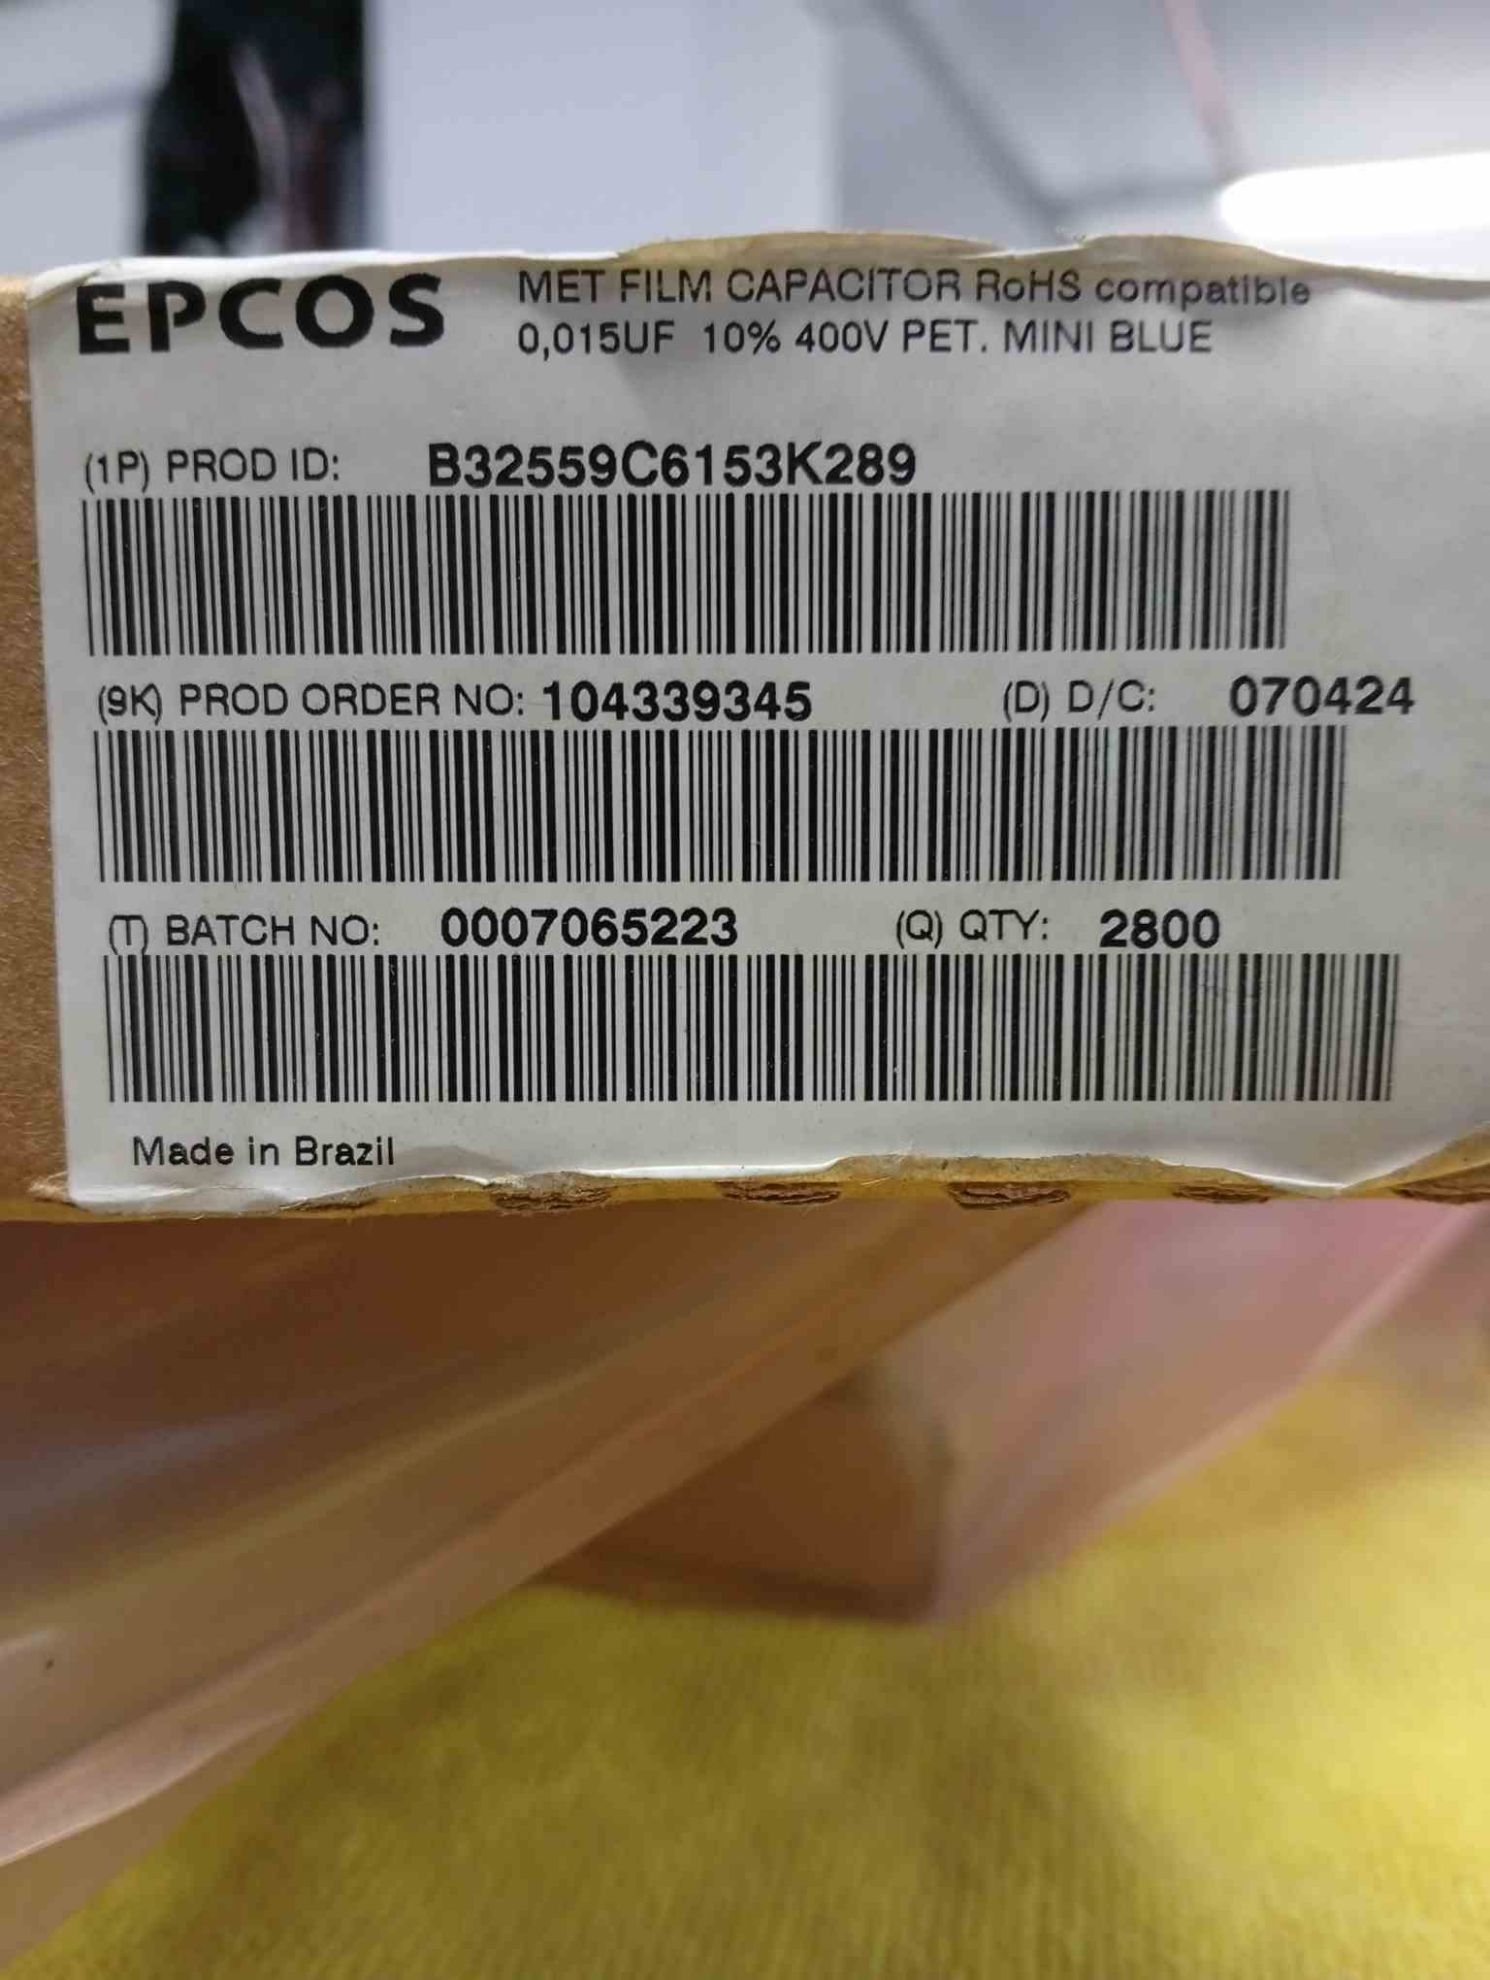 EPCOS
MET FILM CAPACITOR RoHS compatible
0,015UF 10% 400V PET. MINI BLUE
(1P) PROD ID: B32559C6153K289
(9K) PROD ORDER NO: 104339345 (D) D/C: 070424
(T) BATCH NO: 0007065223 (Q) QTY: 2800
Made in Brazil